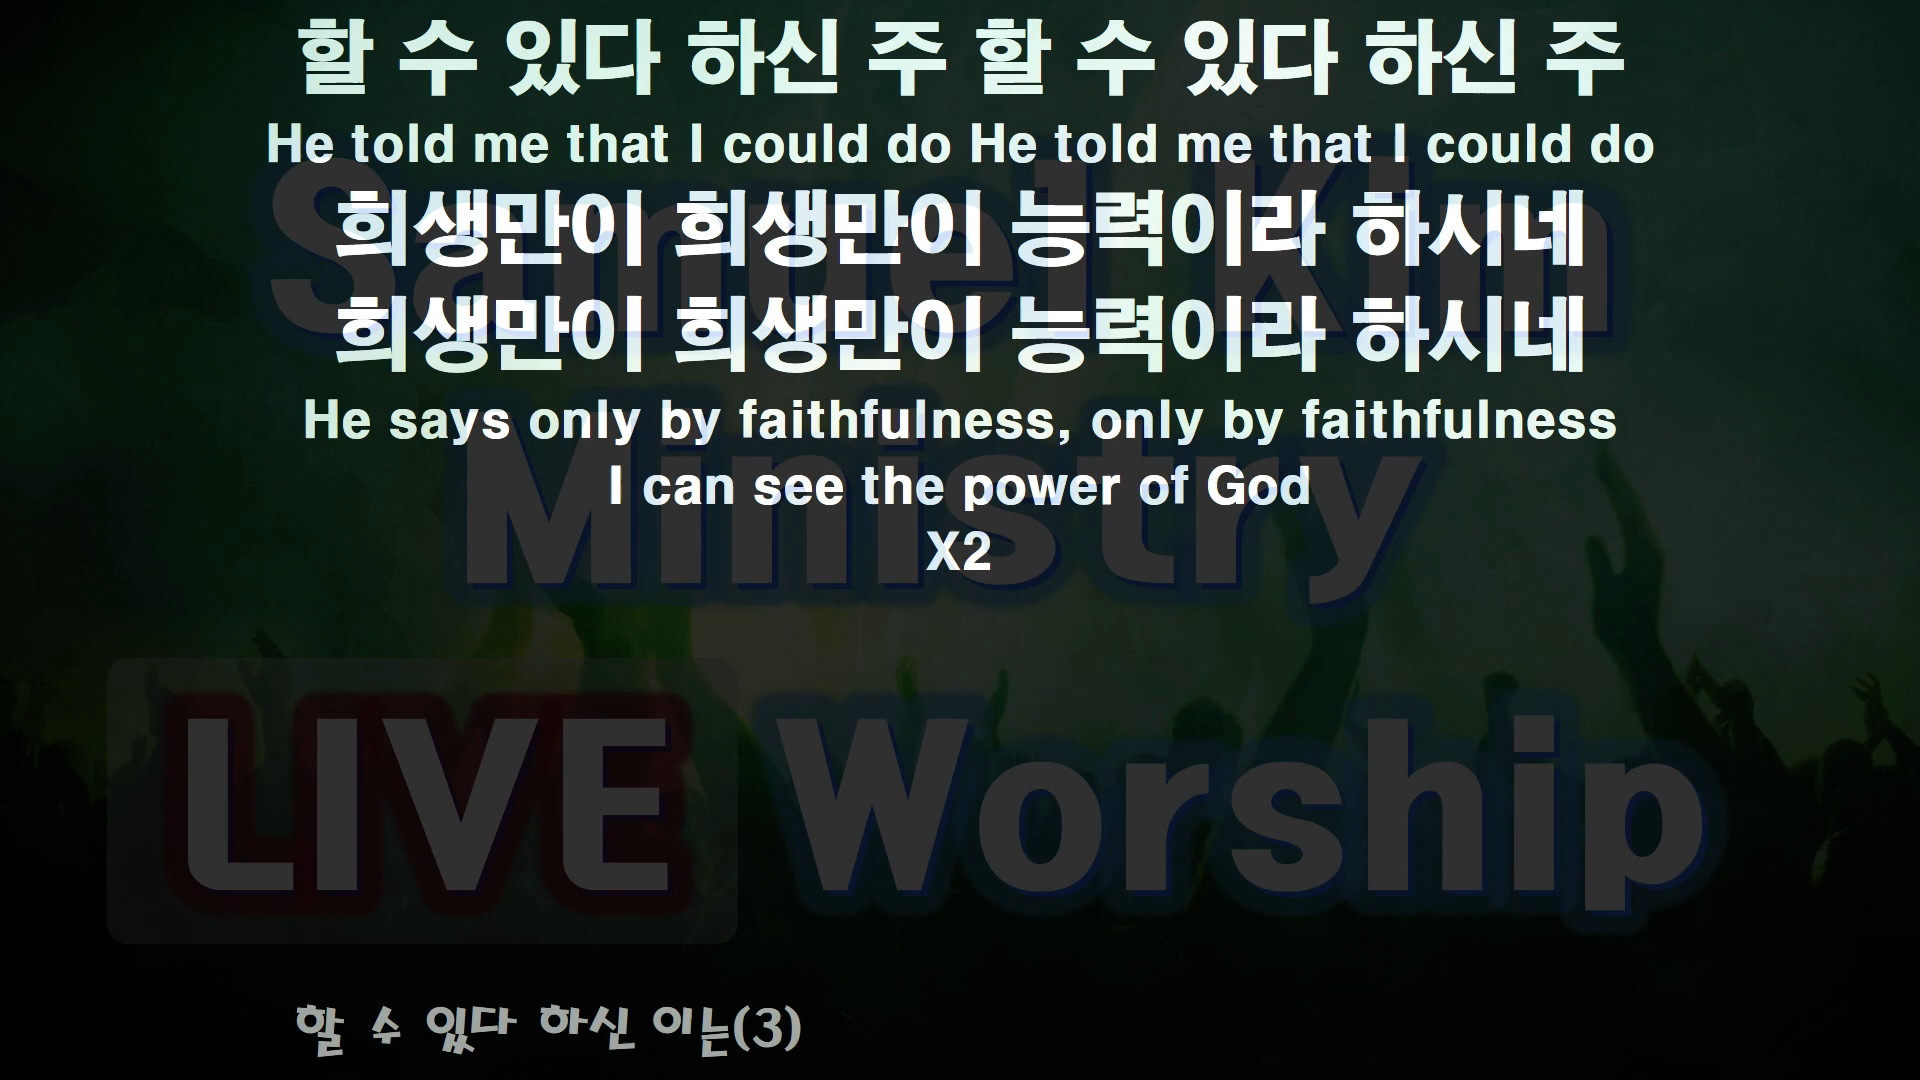 할 수 있다 하신 주 할 수 있다 하신 주
He told me that I could do He told me that I could do
희생만이 희생만이 능력이라 하시네
희생만이 희생만이 능력이라 하시네
He says only by faithfulness, only by faithfulness
I can see the power of God
X2
Samuel Kim
Ministry
LIVE Worship
할 수 있다 하신 이는(3)